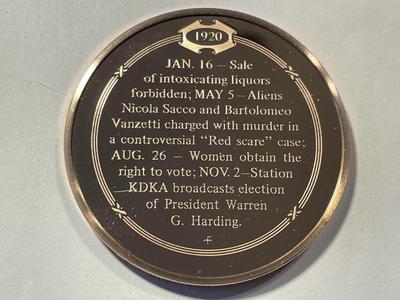 1920
JAN. 16 — Sale
of intoxicating liquors
forbidden; MAY 5 — Aliens
Nicola Sacco and Bartolomeo
Vanzetti charged with murder in
a controversial “Red scare” case;
AUG. 26 — Women obtain the
right to vote; NOV. 2 — Station
KDKA broadcasts election
of President Warren
G. Harding.